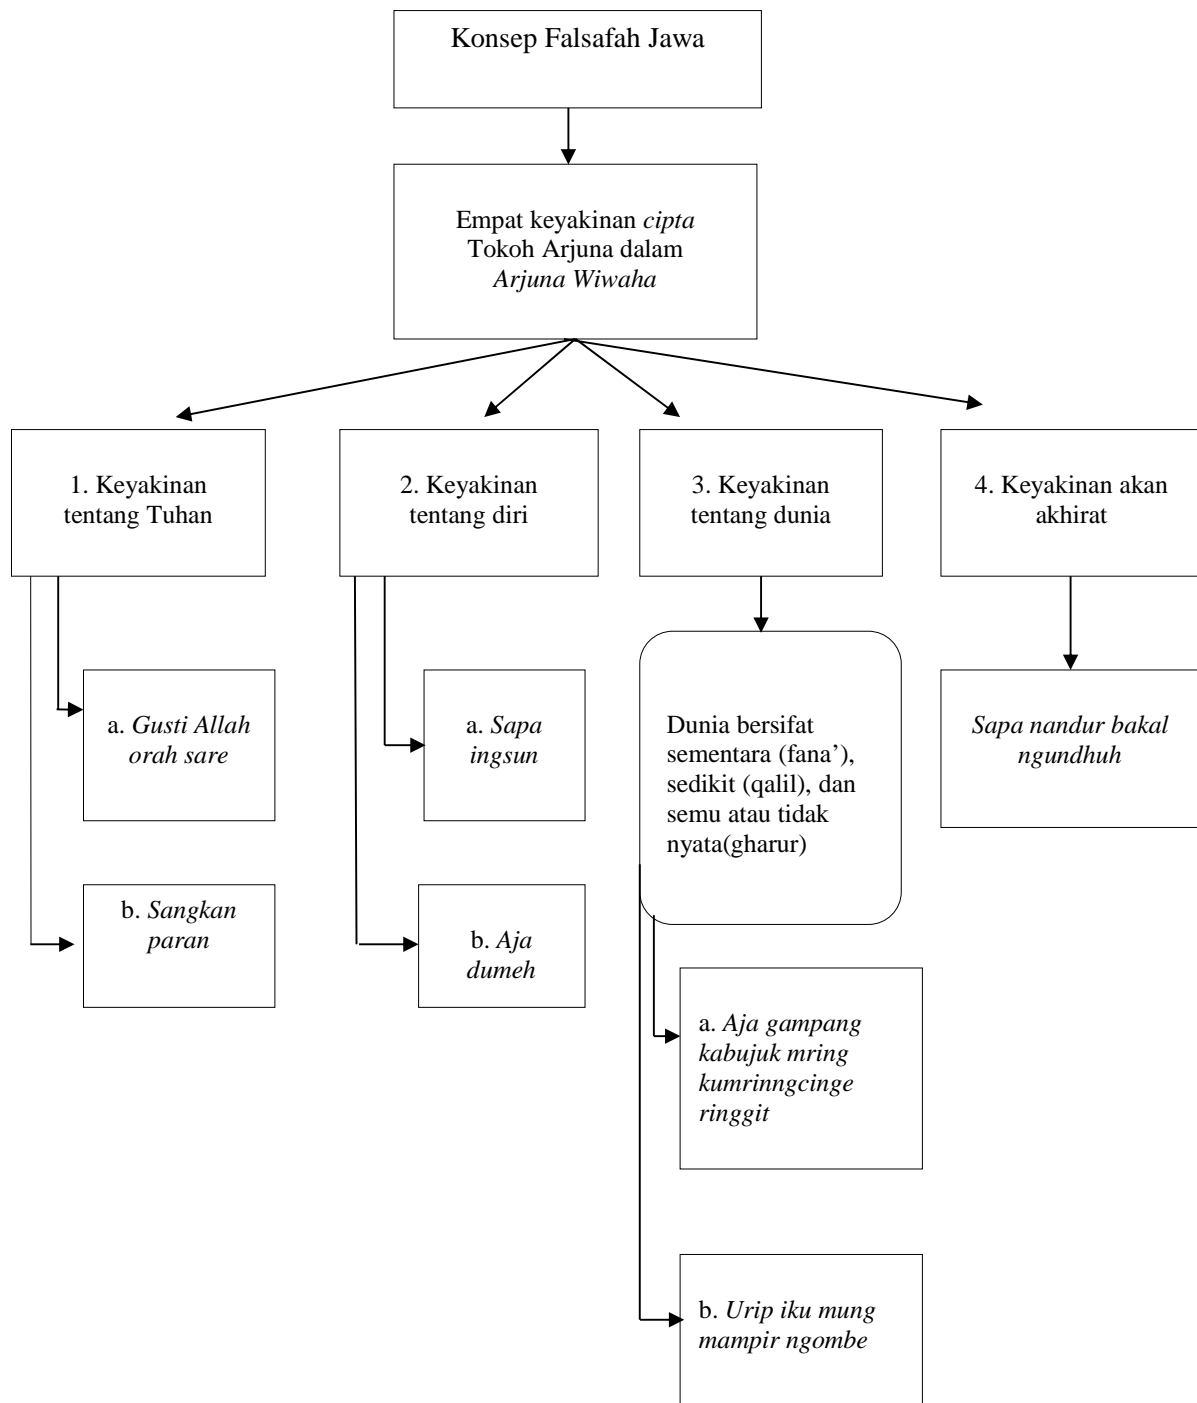 Konsep Falsafah Jawa
Empat keyakinan cipta
Tokoh Arjuna dalam
Arjuna Wiwaha
1. Keyakinan
tentang Tuhan
2. Keyakinan
tentang diri
3. Keyakinan
tentang dunia
4. Keyakinan akan
akhirat
a. Gusti Allah
orah sare
b. Sangkan
paran
a. Sapa
ingsun
b. Aja
dumeh
Dunia bersifat
sementara (fana’),
sedikit (qalil), dan
semu atau tidak
nyata(gharur)
a. Aja gampang
kabujuk mring
kumrinngcinge
ringgit
b. Urip iku mung
mampir ngombe
Sapa nandur bakal
ngundhuh